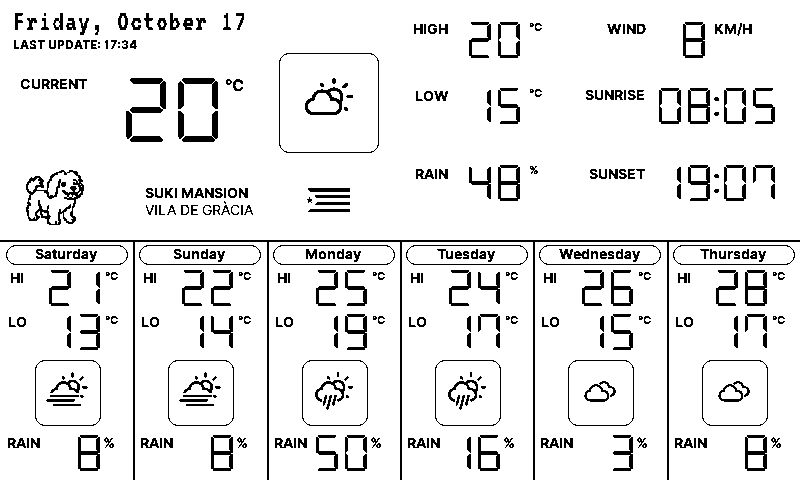 Friday, October 17
LAST UPDATE: 17:34
CURRENT 20 °C
SUKI MANSION
VILA DE GRÀCIA
HIGH 20 °C
LOW 15 °C
RAIN 48 %
WIND 8 KM/H
SUNRISE 08:05
SUNSET 19:07
Saturday
HI 21 °C
LO 13 °C
RAIN 8 %
Sunday
HI 22 °C
LO 14 °C
RAIN 8 %
Monday
HI 25 °C
LO 19 °C
RAIN 50 %
Tuesday
HI 24 °C
LO 17 °C
RAIN 16 %
Wednesday
HI 26 °C
LO 15 °C
RAIN 3 %
Thursday
HI 28 °C
LO 17 °C
RAIN 8 %